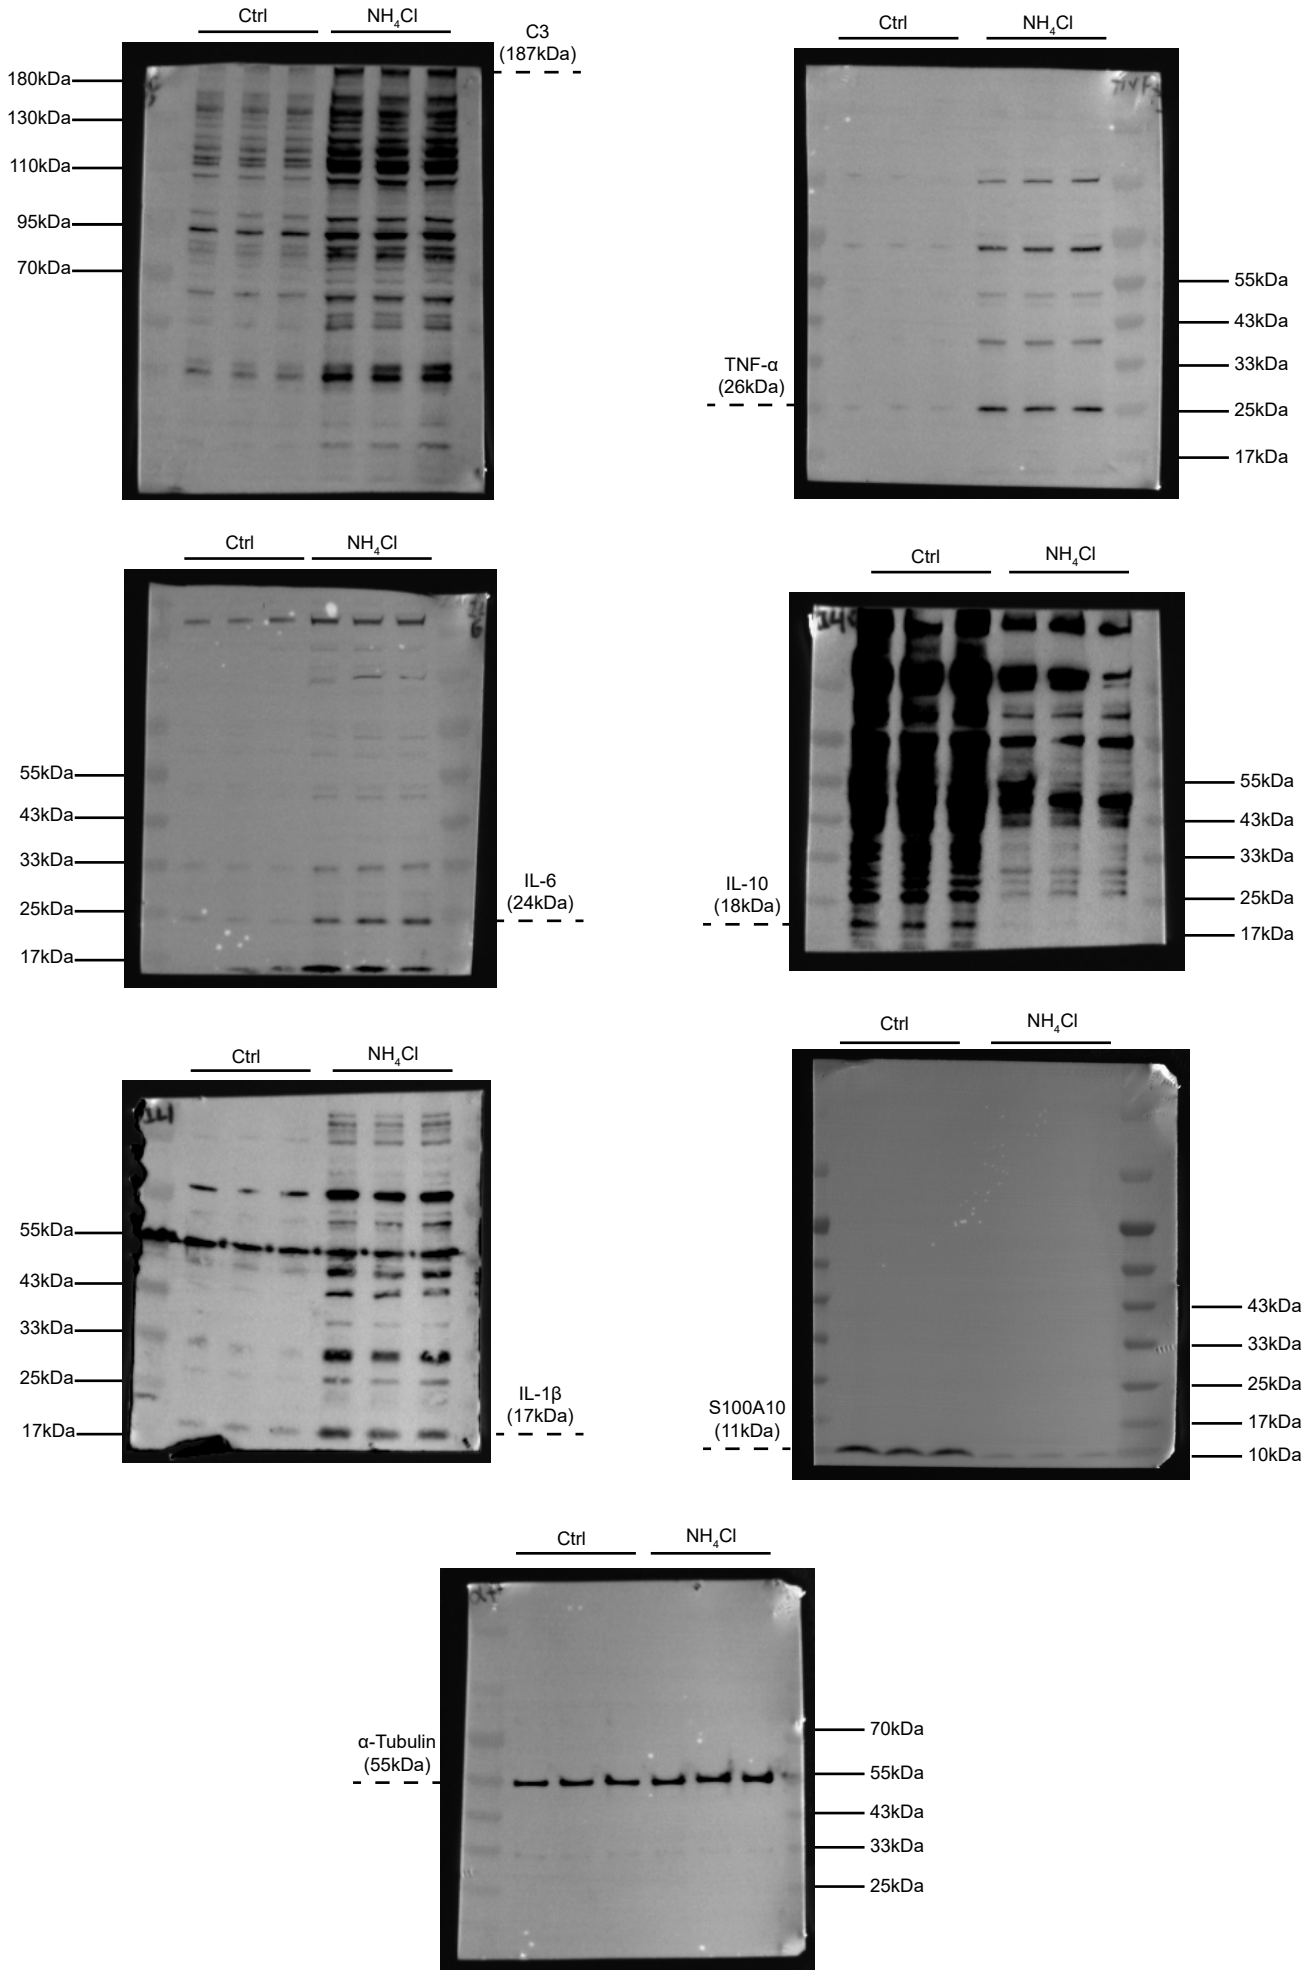 Ctrl NH4Cl
C3
(187kDa)
180kDa
130kDa
110kDa
95kDa
70kDa
Ctrl NH4Cl
55kDa
43kDa
33kDa
25kDa
17kDa
TNF-α
(26kDa)
Ctrl NH4Cl
55kDa
43kDa
33kDa
25kDa
17kDa
IL-6
(24kDa)
Ctrl NH4Cl
55kDa
43kDa
33kDa
25kDa
17kDa
IL-10
(18kDa)
Ctrl NH4Cl
55kDa
43kDa
33kDa
25kDa
17kDa
IL-1β
(17kDa)
Ctrl NH4Cl
43kDa
33kDa
25kDa
17kDa
10kDa
S100A10
(11kDa)
Ctrl NH4Cl
α-Tubulin
(55kDa)
70kDa
55kDa
43kDa
33kDa
25kDa